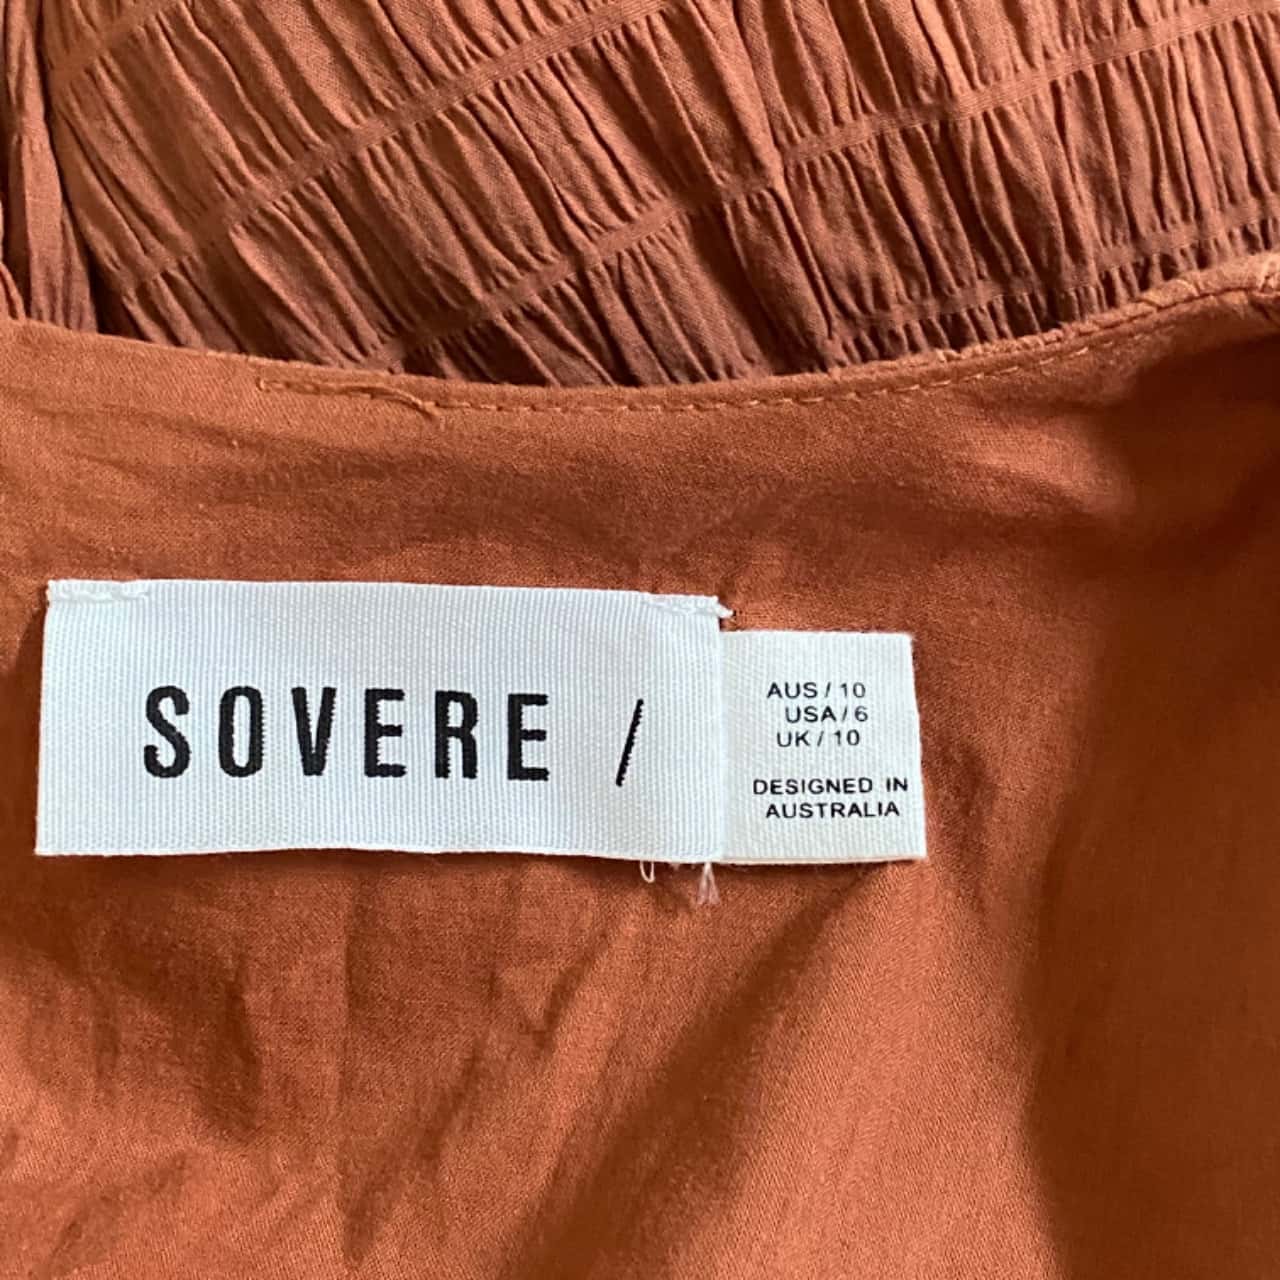 SOVERE /
AUS / 10
USA / 6
UK / 10
DESIGNED IN
AUSTRALIA